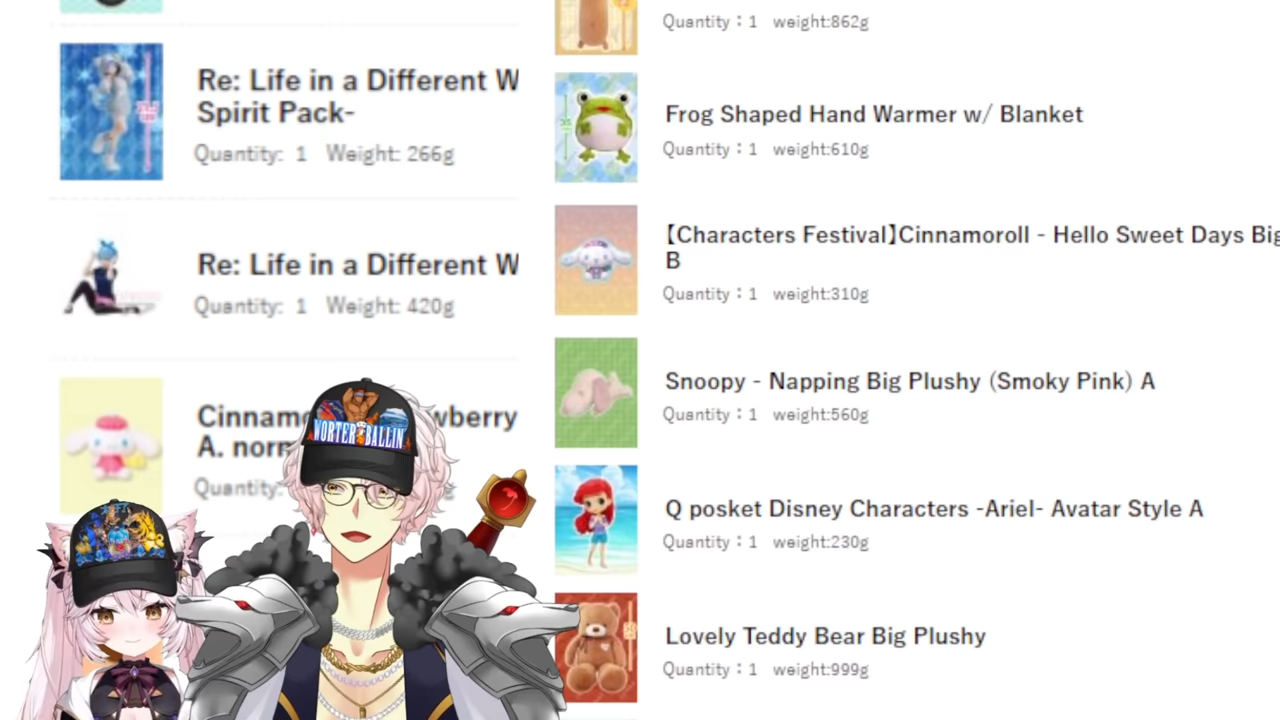 Re: Life in a Different W
Spirit Pack-
Quantity: 1 Weight: 266g
Re: Life in a Different W
Quantity: 1 Weight: 420g
Cinnamo
wberry
A. norm
Quantity:
WORTER BALLIN
Quantity：1 weight:862g
Frog Shaped Hand Warmer w/ Blanket
Quantity：1 weight:610g
【Characters Festival】Cinnamoroll - Hello Sweet Days Big
B
Quantity：1 weight:310g
Snoopy - Napping Big Plushy (Smoky Pink) A
Quantity：1 weight:560g
Q posket Disney Characters -Ariel- Avatar Style A
Quantity：1 weight:230g
Lovely Teddy Bear Big Plushy
Quantity：1 weight:999g